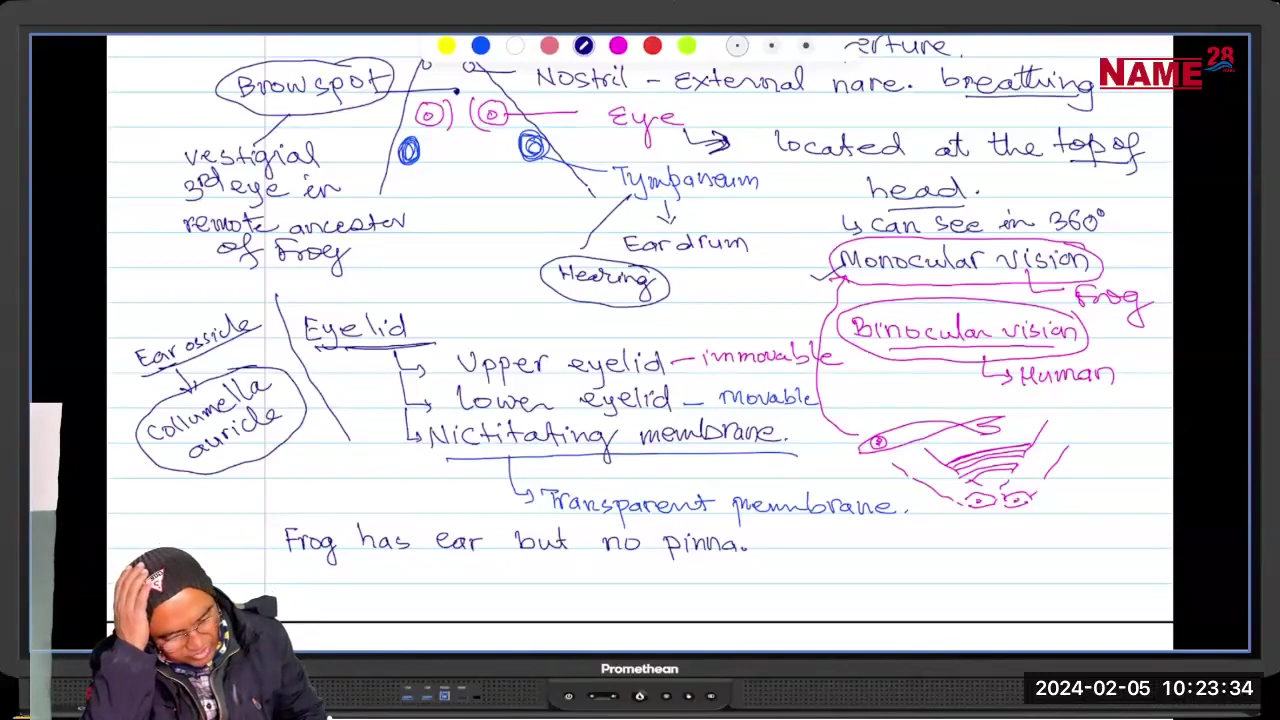 erture.
NAME 28
Browspot
Nostril - External nare. breathing
Eye
located at the top of
head.
vestigial
3rd eye in
remote ancester
of Frog
Tympaneum
Eardrum
Hearing
can see in 360°
Monocular vision
Frog
Binocular vision
Human
Ear ossicle
Collumella
auricle
Eyelid
Upper eyelid - immovable
Lower eyelid - movable
Nictitating membrane.
Transparent membrane.
Frog has ear but no pinna.
Promethean
2024-02-05 10:23:34